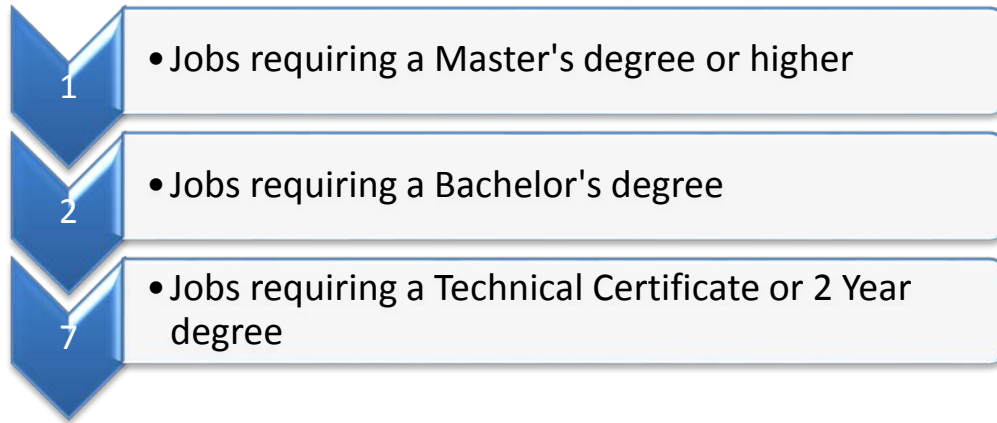 1
• Jobs requiring a Master's degree or higher
2
• Jobs requiring a Bachelor's degree
7
• Jobs requiring a Technical Certificate or 2 Year
degree